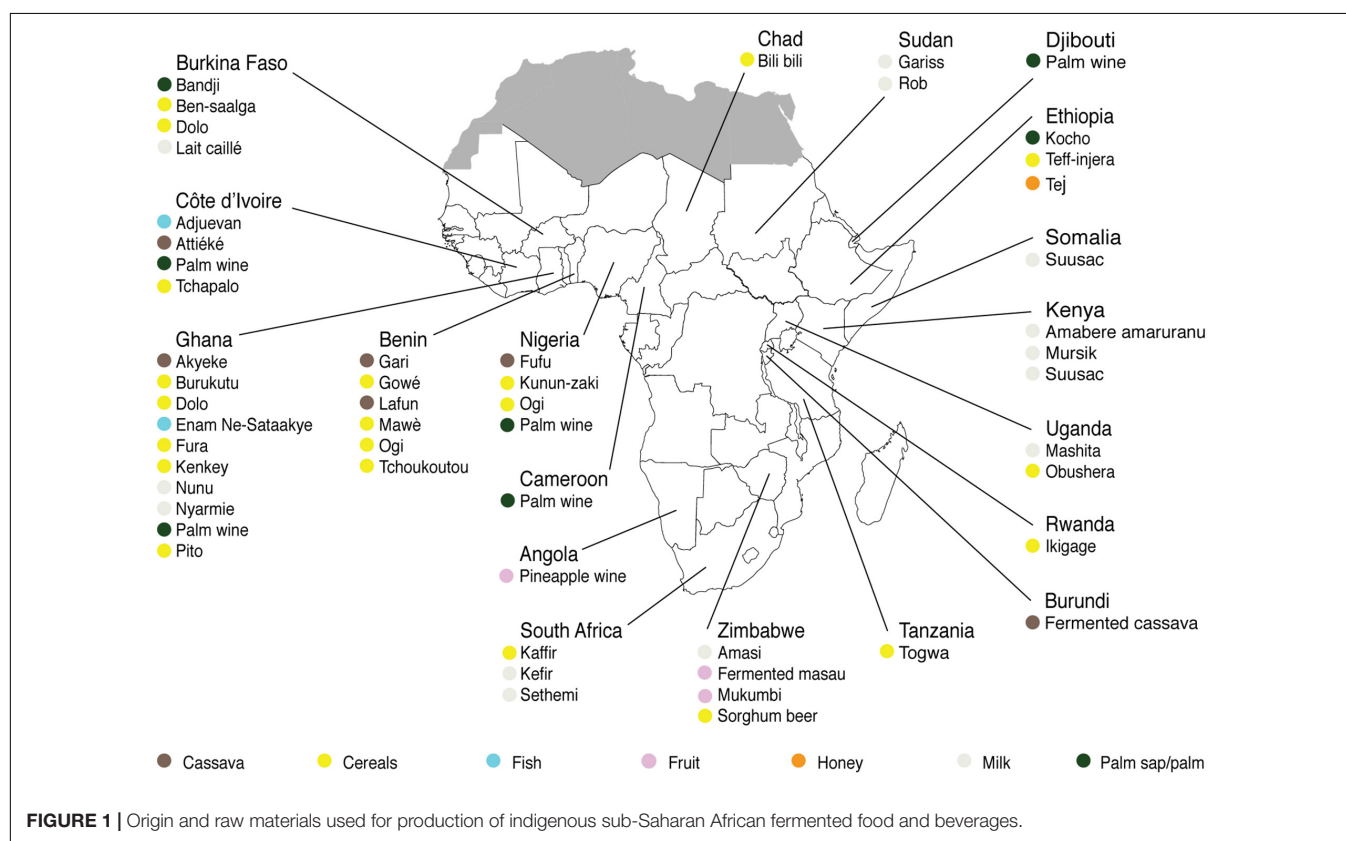 Burkina Faso
Bandji
Ben-saalga
Dolo
Lait caillé
Côte d'Ivoire
Adjuevan
Attiéké
Palm wine
Tchapalo
Ghana
Akyeke
Burukutu
Dolo
Enam Ne-Sataakye
Fura
Kenkey
Nunu
Nyarmie
Palm wine
Pito
Benin
Gari
Gowé
Lafun
Mawè
Ogi
Tchoukoutou
Nigeria
Fufu
Kunun-zaki
Ogi
Palm wine
Cameroon
Palm wine
Angola
Pineapple wine
South Africa
Kaffir
Kefir
Sethemi
Zimbabwe
Amasi
Fermented masau
Mukumbi
Sorghum beer
Tanzania
Togwa
Chad
Bili bili
Sudan
Gariss
Rob
Djibouti
Palm wine
Ethiopia
Kocho
Teff-injera
Tej
Somalia
Suusac
Kenya
Amabere amaruranu
Mursik
Suusac
Uganda
Mashita
Obushera
Rwanda
Ikigage
Burundi
Fermented cassava
Cassava Cereals Fish Fruit Honey Milk Palm sap/palm
FIGURE 1 | Origin and raw materials used for production of indigenous sub-Saharan African fermented food and beverages.